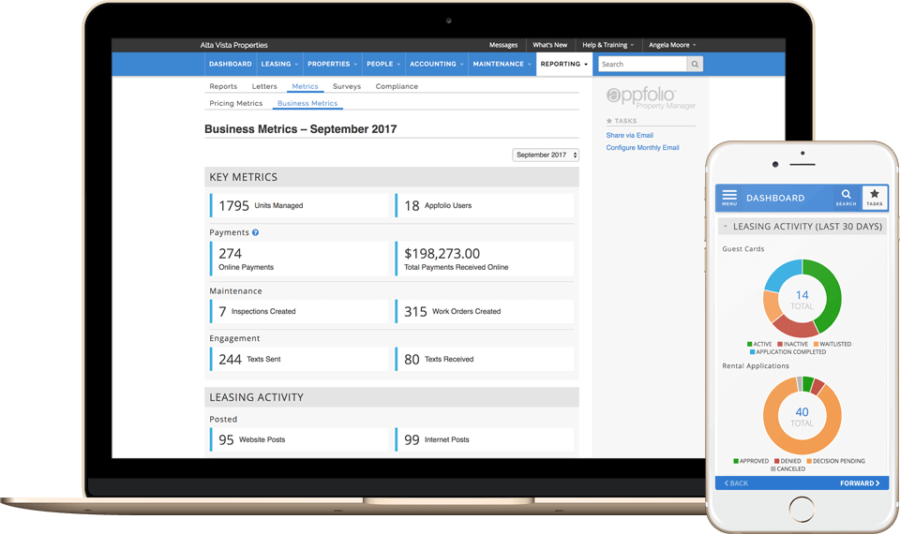 Alta Vista Properties
Messages What's New Help & Training Angela Moore
DASHBOARD LEASING PROPERTIES PEOPLE ACCOUNTING MAINTENANCE REPORTING Search
Reports Letters Metrics Surveys Compliance
Pricing Metrics Business Metrics
Business Metrics – September 2017
September 2017
KEY METRICS
1795 Units Managed
18 Appfolio Users
Payments ?
274
Online Payments
$198,273.00
Total Payments Received Online
Maintenance
7 Inspections Created
315 Work Orders Created
Engagement
244 Texts Sent
80 Texts Received
LEASING ACTIVITY
Posted
95 Website Posts
99 Internet Posts
appfolio
Property Manager
TASKS
Share via Email
Configure Monthly Email
MENU
DASHBOARD
SEARCH
TASKS
LEASING ACTIVITY (LAST 30 DAYS)
Guest Cards
14
TOTAL
ACTIVE INACTIVE WAITLISTED
APPLICATION COMPLETED
Rental Applications
40
TOTAL
APPROVED DENIED DECISION PENDING
CANCELED
BACK FORWARD